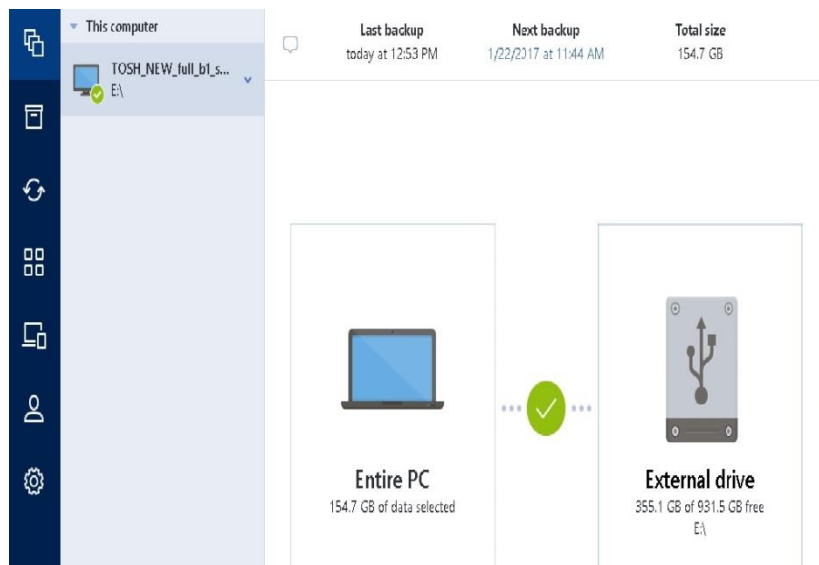 This computer
TOSH_NEW_full_b1_s...
E:\
Last backup
today at 12:53 PM
Next backup
1/22/2017 at 11:44 AM
Total size
154.7 GB
Entire PC
154.7 GB of data selected
External drive
355.1 GB of 931.5 GB free
E:\